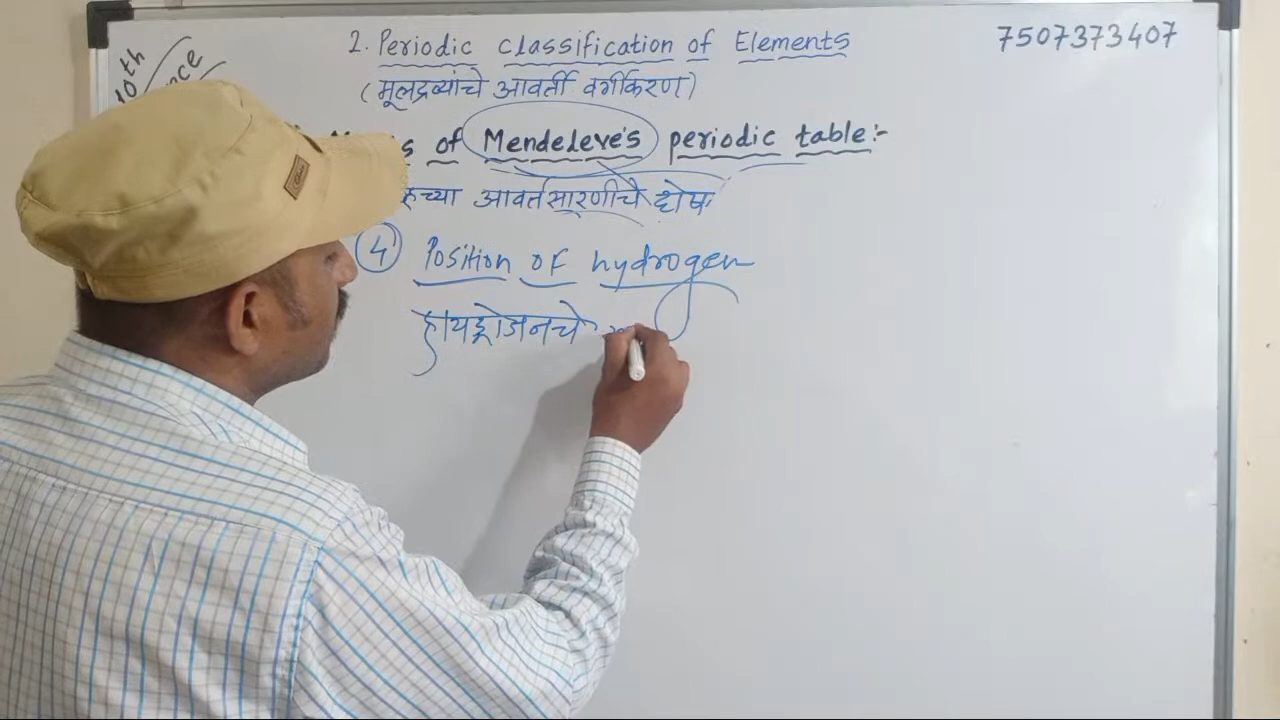 2. Periodic classification of Elements
7507373407
(मूलद्रव्यांचे आवर्ती वर्गीकरण)
10th
of Mendeleve's periodic table:-
आवर्तसारणीचे दोष
4 Position of hydrogen
हायड्रोजनचे